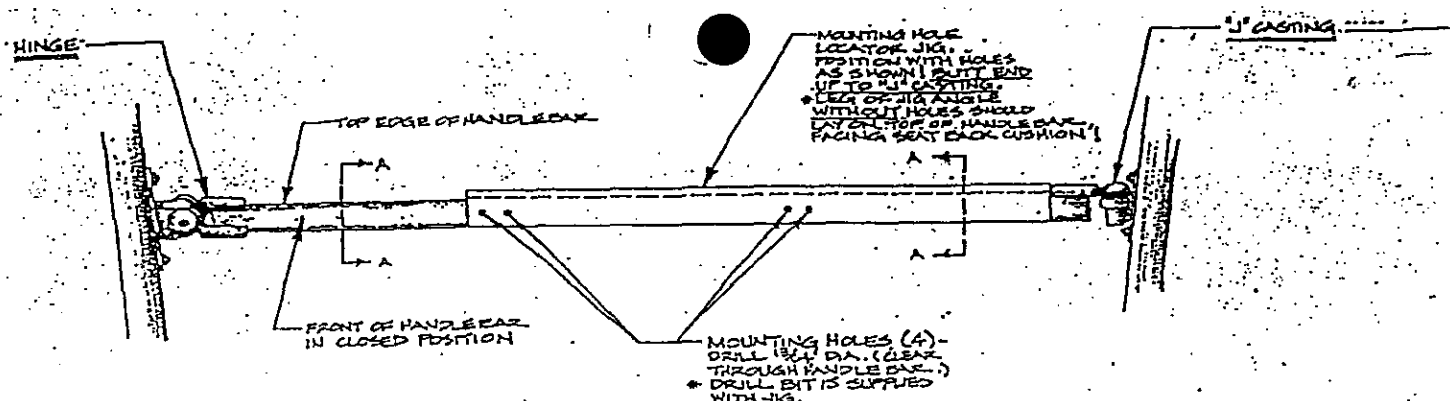 HINGE
"J" CASTING
MOUNTING HOLE
LOCATOR JIG.
POSITION WITH HOLES
AS SHOWN! BUTT END
UP TO "J" CASTING.
* LEG OF JIG ANGLE
WITHOUT HOLES SHOULD
LAY ON TOP OF HANDLE BAR,
FACING SEAT BACK CUSHION!
TOP EDGE OF HANDLEBAR
A
A
A
A
FRONT OF HANDLEBAR
IN CLOSED POSITION
MOUNTING HOLES (4)-
DRILL DIA. (CLEAR
THROUGH HANDLE BAR.)
* DRILL BIT IS SUPPLIED
WITH JIG.